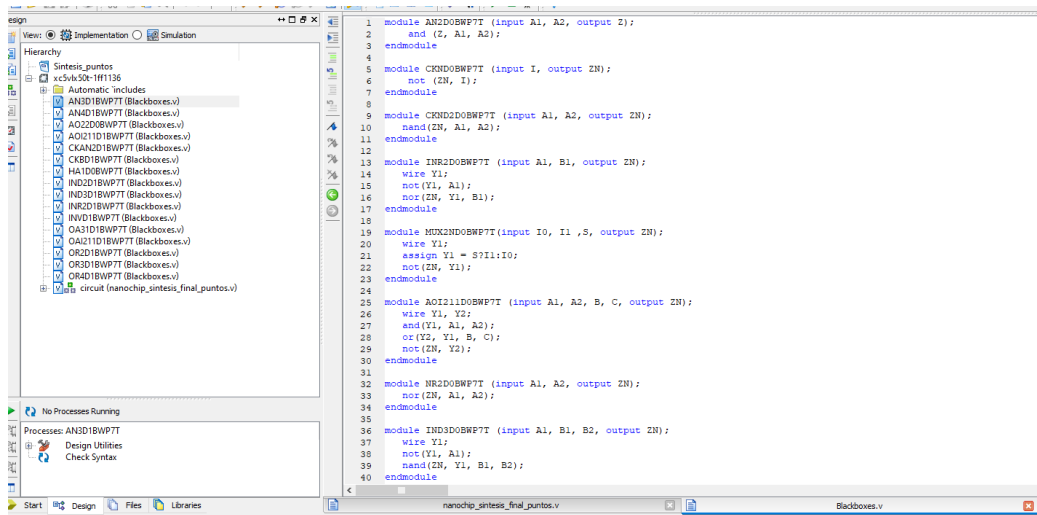 esign
View: Implementation Simulation
Hierarchy
Sintesis_puntos
xc5vlx50t-1ff1136
Automatic `includes
AN3D1BWP7T (Blackboxes.v)
AN4D1BWP7T (Blackboxes.v)
AO22D0BWP7T (Blackboxes.v)
AOI211D1BWP7T (Blackboxes.v)
CKAN2D1BWP7T (Blackboxes.v)
CKBD1BWP7T (Blackboxes.v)
HA1D0BWP7T (Blackboxes.v)
IND2D1BWP7T (Blackboxes.v)
IND3D1BWP7T (Blackboxes.v)
INR2D1BWP7T (Blackboxes.v)
INVD1BWP7T (Blackboxes.v)
OA31D1BWP7T (Blackboxes.v)
OAI211D1BWP7T (Blackboxes.v)
OR2D1BWP7T (Blackboxes.v)
OR3D1BWP7T (Blackboxes.v)
OR4D1BWP7T (Blackboxes.v)
circuit (nanochip_sintesis_final_puntos.v)
No Processes Running
Processes: AN3D1BWP7T
Design Utilities
Check Syntax
Start Design Files Libraries
1 module AN2D0BWP7T (input A1, A2, output Z);
2 and (Z, A1, A2);
3 endmodule
4
5 module CKND0BWP7T (input I, output ZN);
6 not (ZN, I);
7 endmodule
8
9 module CKND2D0BWP7T (input A1, A2, output ZN);
10 nand(ZN, A1, A2);
11 endmodule
12
13 module INR2D0BWP7T (input A1, B1, output ZN);
14 wire Y1;
15 not(Y1, A1);
16 nor(ZN, Y1, B1);
17 endmodule
18
19 module MUX2ND0BWP7T(input I0, I1 ,S, output ZN);
20 wire Y1;
21 assign Y1 = S?I1:I0;
22 not(ZN, Y1);
23 endmodule
24
25 module AOI211D0BWP7T (input A1, A2, B, C, output ZN);
26 wire Y1, Y2;
27 and(Y1, A1, A2);
28 or(Y2, Y1, B, C);
29 not(ZN, Y2);
30 endmodule
31
32 module NR2D0BWP7T (input A1, A2, output ZN);
33 nor(ZN, A1, A2);
34 endmodule
35
36 module IND3D0BWP7T (input A1, B1, B2, output ZN);
37 wire Y1;
38 not(Y1, A1);
39 nand(ZN, Y1, B1, B2);
40 endmodule
nanochip_sintesis_final_puntos.v
Blackboxes.v